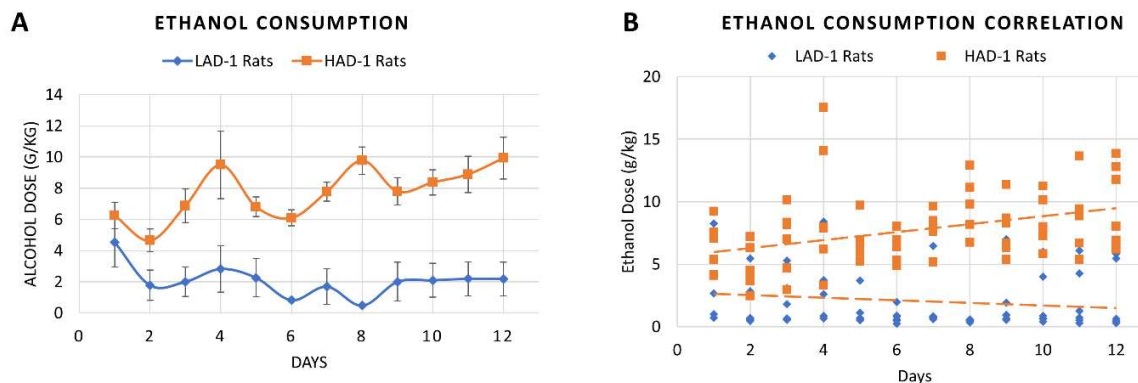 A
ETHANOL CONSUMPTION
LAD-1 Rats
HAD-1 Rats
ALCOHOL DOSE (G/KG)
14
12
10
8
6
4
2
0
0 2 4 6 8 10 12
DAYS
B
ETHANOL CONSUMPTION CORRELATION
LAD-1 Rats
HAD-1 Rats
Ethanol Dose (g/kg)
20
15
10
5
0
0 2 4 6 8 10 12
Days